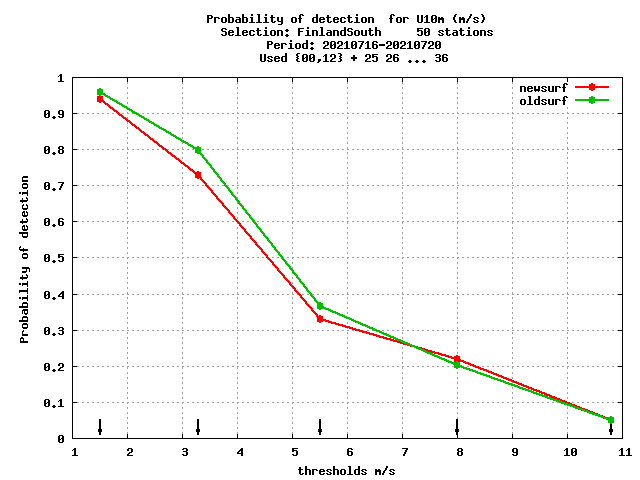 Probability of detection  for U10m (m/s)
Selection: FinlandSouth     50 stations
Period: 20210716-20210720
Used {00,12} + 25 26 ... 36
newsurf
oldsurf
Probability of detection
1
0.9
0.8
0.7
0.6
0.5
0.4
0.3
0.2
0.1
0
1 2 3 4 5 6 7 8 9 10 11
thresholds m/s